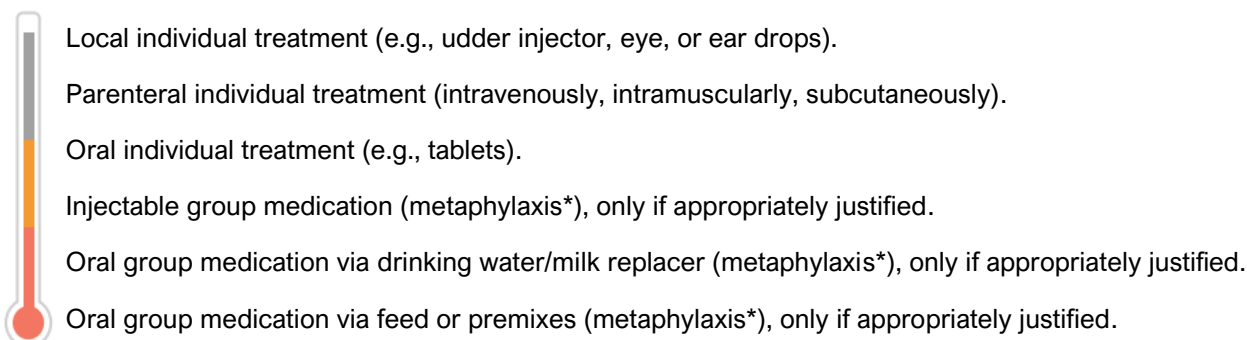 Local individual treatment (e.g., udder injector, eye, or ear drops).
Parenteral individual treatment (intravenously, intramuscularly, subcutaneously).
Oral individual treatment (e.g., tablets).
Injectable group medication (metaphylaxis*), only if appropriately justified.
Oral group medication via drinking water/milk replacer (metaphylaxis*), only if appropriately justified.
Oral group medication via feed or premixes (metaphylaxis*), only if appropriately justified.